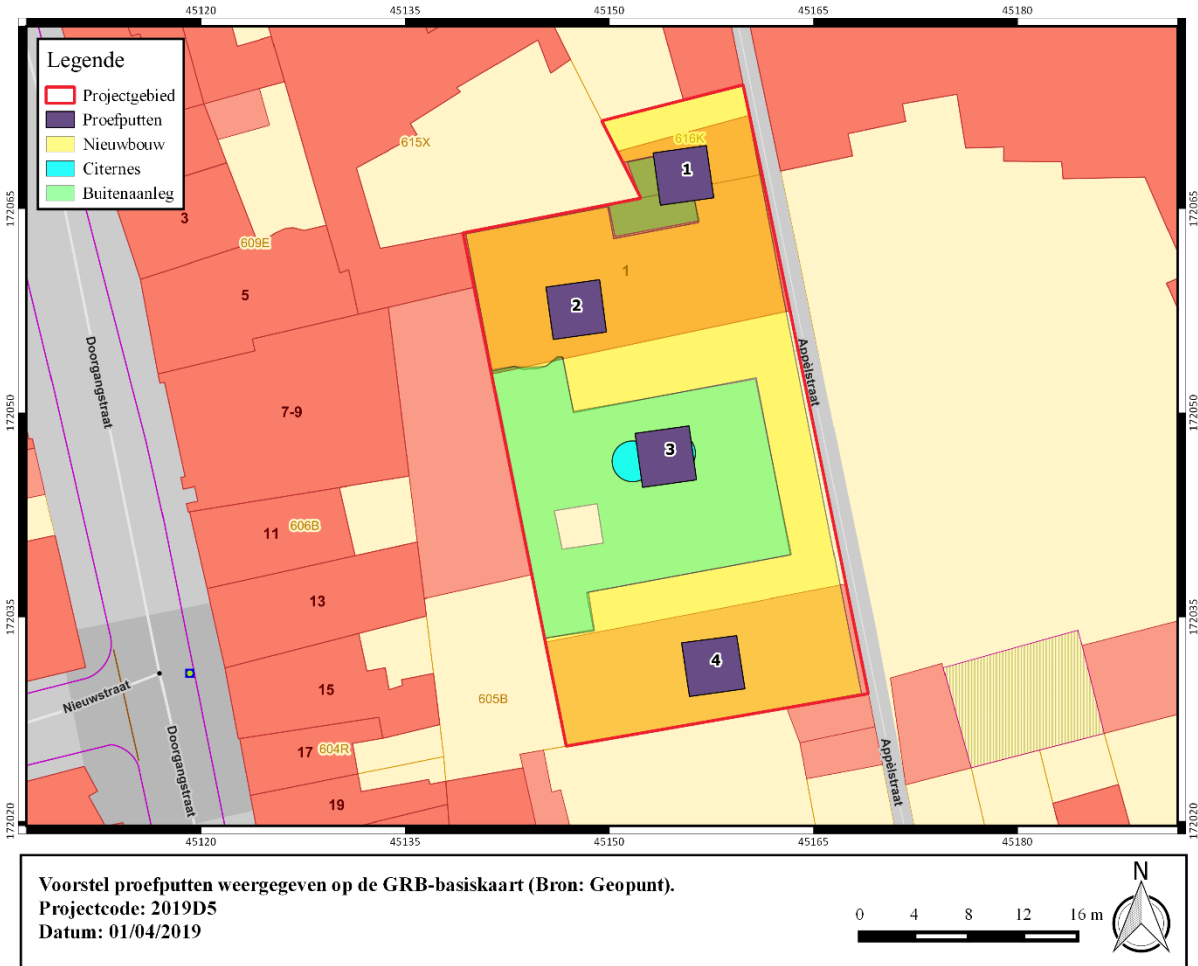 45120 45135 45150 45165 45180
Legende
Projectgebied
Proefputten
Nieuwbouw
Citernes
Buitenaanleg
172065
172065
615X
616K
1
3
609E
5
1
2
Doorgangstraat
Appèlstraat
172050
172050
7-9
3
11
606B
13
172035
172035
15
4
605B
Nieuwstraat
17
604R
Doorgangstraat
Appèlstraat
19
172020
172020
45120 45135 45150 45165 45180
Voorstel proefputten weergegeven op de GRB-basiskaart (Bron: Geopunt).
Projectcode: 2019D5
Datum: 01/04/2019
0 4 8 12 16 m
N